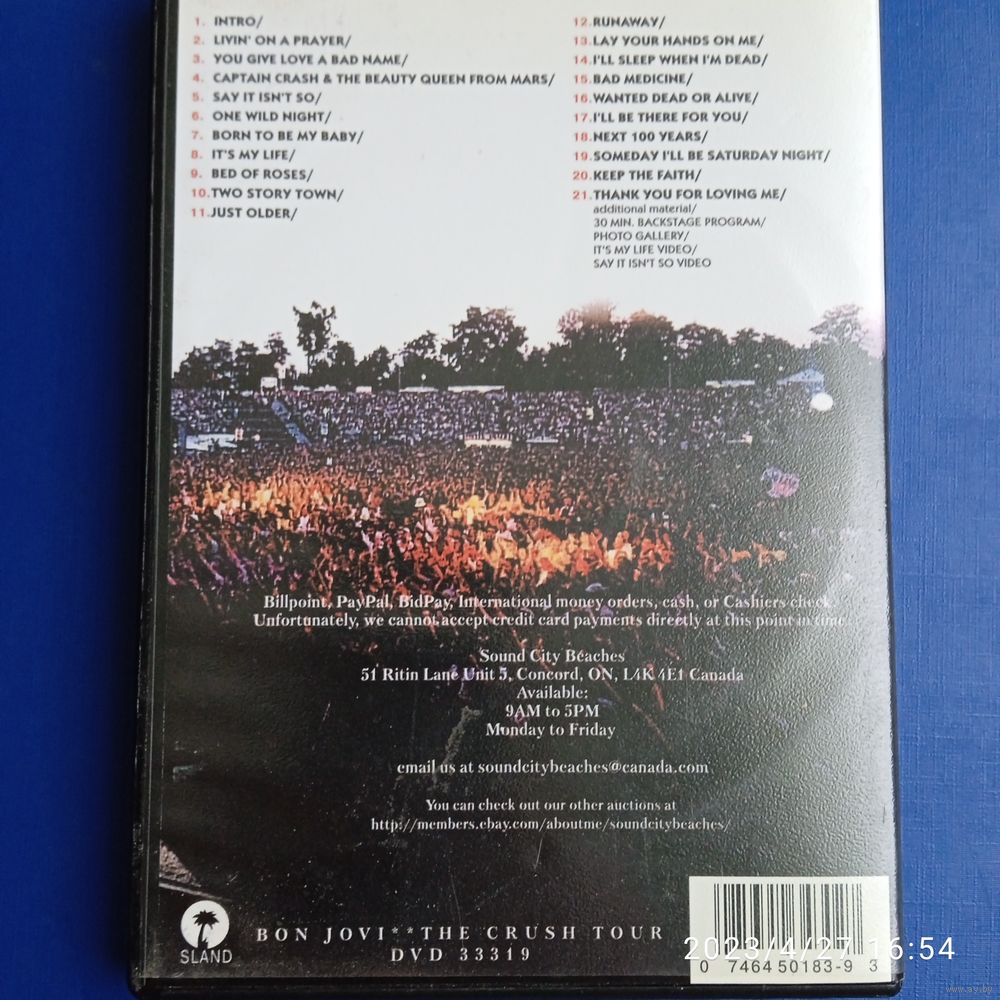 1. INTRO/
2. LIVIN' ON A PRAYER/
3. YOU GIVE LOVE A BAD NAME/
4. CAPTAIN CRASH & THE BEAUTY QUEEN FROM MARS/
5. SAY IT ISN'T SO/
6. ONE WILD NIGHT/
7. BORN TO BE MY BABY/
8. IT'S MY LIFE/
9. BED OF ROSES/
10. TWO STORY TOWN/
11. JUST OLDER/
12. RUNAWAY/
13. LAY YOUR HANDS ON ME/
14. I'LL SLEEP WHEN I'M DEAD/
15. BAD MEDICINE/
16. WANTED DEAD OR ALIVE/
17. I'LL BE THERE FOR YOU/
18. NEXT 100 YEARS/
19. SOMEDAY I'LL BE SATURDAY NIGHT/
20. KEEP THE FAITH/
21. THANK YOU FOR LOVING ME/
additional material/
30 MIN. BACKSTAGE PROGRAM/
PHOTO GALLERY/
IT'S MY LIFE VIDEO/
SAY IT ISN'T SO VIDEO
Billpoint, PayPal, BidPay, International money orders, cash, or Cashiers check.
Unfortunately, we cannot accept credit card payments directly at this point in time.
Sound City Beaches
51 Ritin Lane Unit 5, Concord, ON, L4K 4E1 Canada
Available:
9AM to 5PM
Monday to Friday
email us at soundcitybeaches@canada.com
You can check out our other auctions at
http://members.ebay.com/aboutme/soundcitybeaches/
SLAND
BON JOVI**THE CRUSH TOUR
DVD 33319
2023/4/27 16:54
0 74645 0183-9 3
www.ay.by